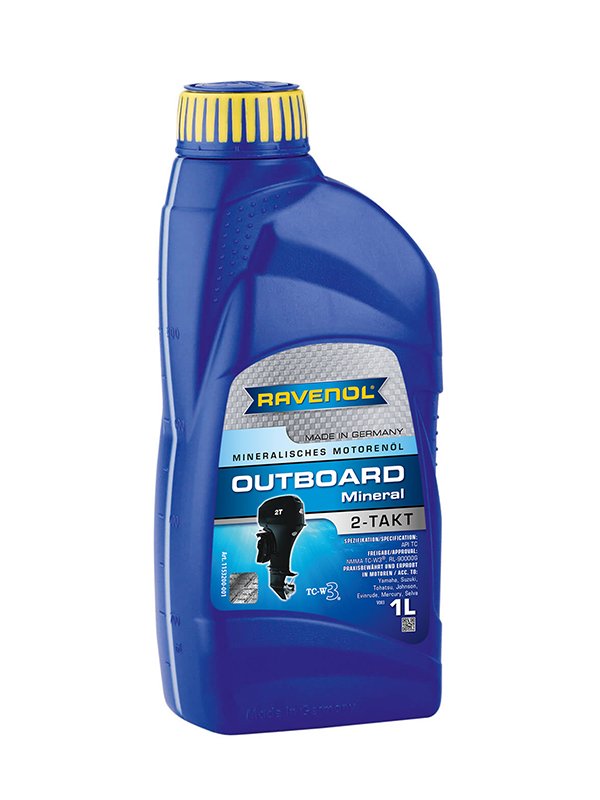 RAVENOL®
MADE IN GERMANY
MINERALISCHES MOTORENÖL
OUTBOARD
Mineral
2-TAKT
2T
SPEZIFIKATION/SPECIFICATION:
API TC
FREIGABE/APPROVAL:
NMMA TC-W3®, RL-90000G
PRAXISBEWÄHRT UND ERPROBT
IN MOTOREN / ACC. TO:
Yamaha, Suzuki,
Tohatsu, Johnson,
Evinrude, Mercury, Selva
TC-W3®
1L
Made in Germany